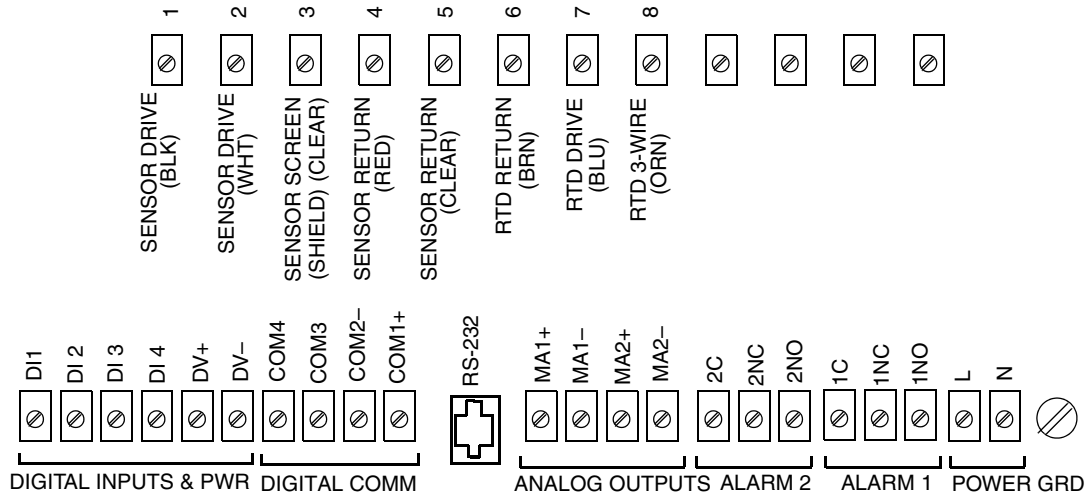 1 2 3 4 5 6 7 8
SENSOR DRIVE
(BLK)
SENSOR DRIVE
(WHT)
SENSOR SCREEN
(SHIELD) (CLEAR)
SENSOR RETURN
(RED)
SENSOR RETURN
(CLEAR)
RTD RETURN
(BRN)
RTD DRIVE
(BLU)
RTD 3-WIRE
(ORN)
DI1
DI 2
DI 3
DI 4
DV+
DV–
COM4
COM3
COM2–
COM1+
RS-232
MA1+
MA1–
MA2+
MA2–
2C
2NC
2NO
1C
1NC
1NO
L
N
DIGITAL INPUTS & PWR DIGITAL COMM ANALOG OUTPUTS ALARM 2 ALARM 1 POWER GRD